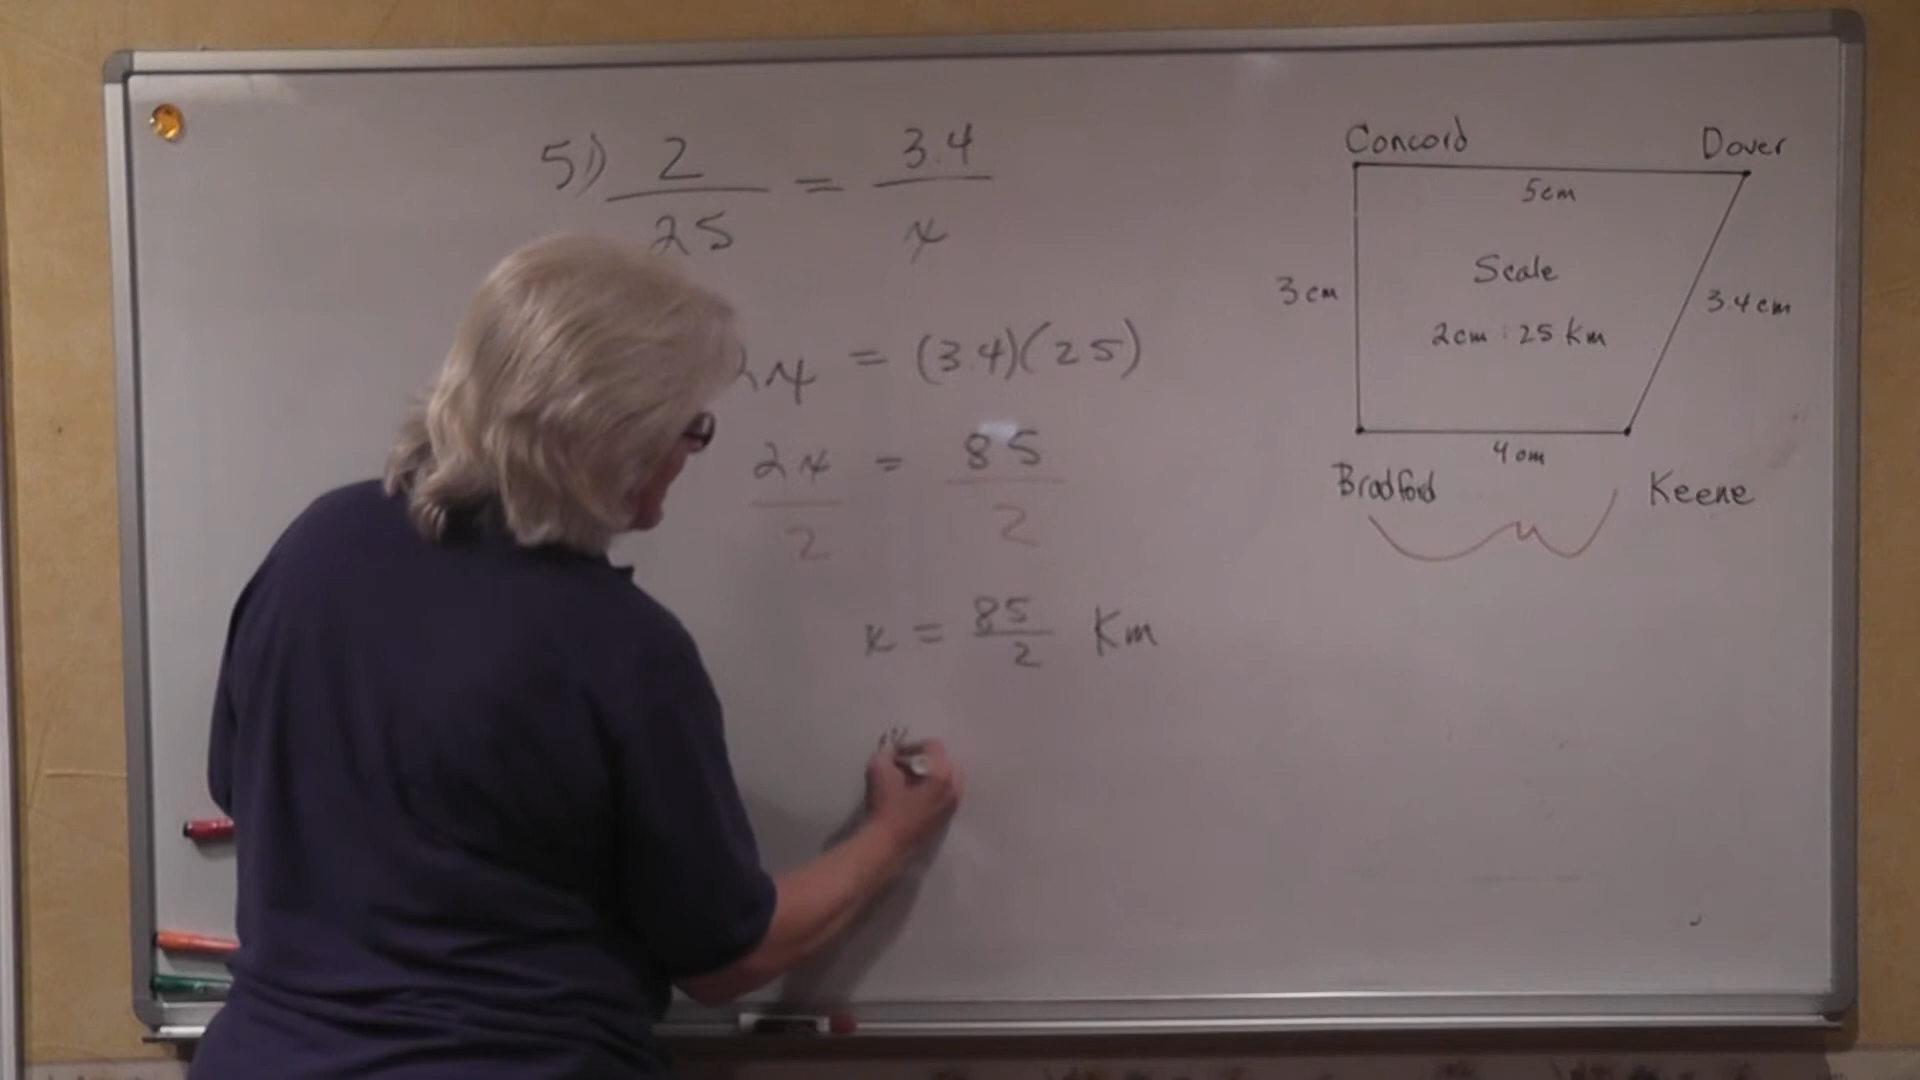 5)) 2/25 = 3.4/x
2x = (3.4)(25)
2x/2 = 85/2
x = 85/2 Km
x
Concord
Dover
5cm
3cm
Scale
2cm : 25 Km
3.4cm
4cm
Bradford
Keene